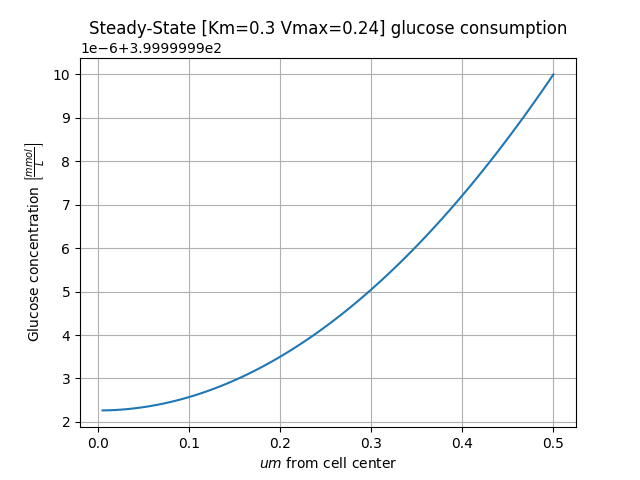 Steady-State [Km=0.3 Vmax=0.24] glucose consumption
1e−6+3.9999999e2
10
9
8
7
6
5
4
3
2
Glucose concentration [mmol/L]
0.0 0.1 0.2 0.3 0.4 0.5
um from cell center